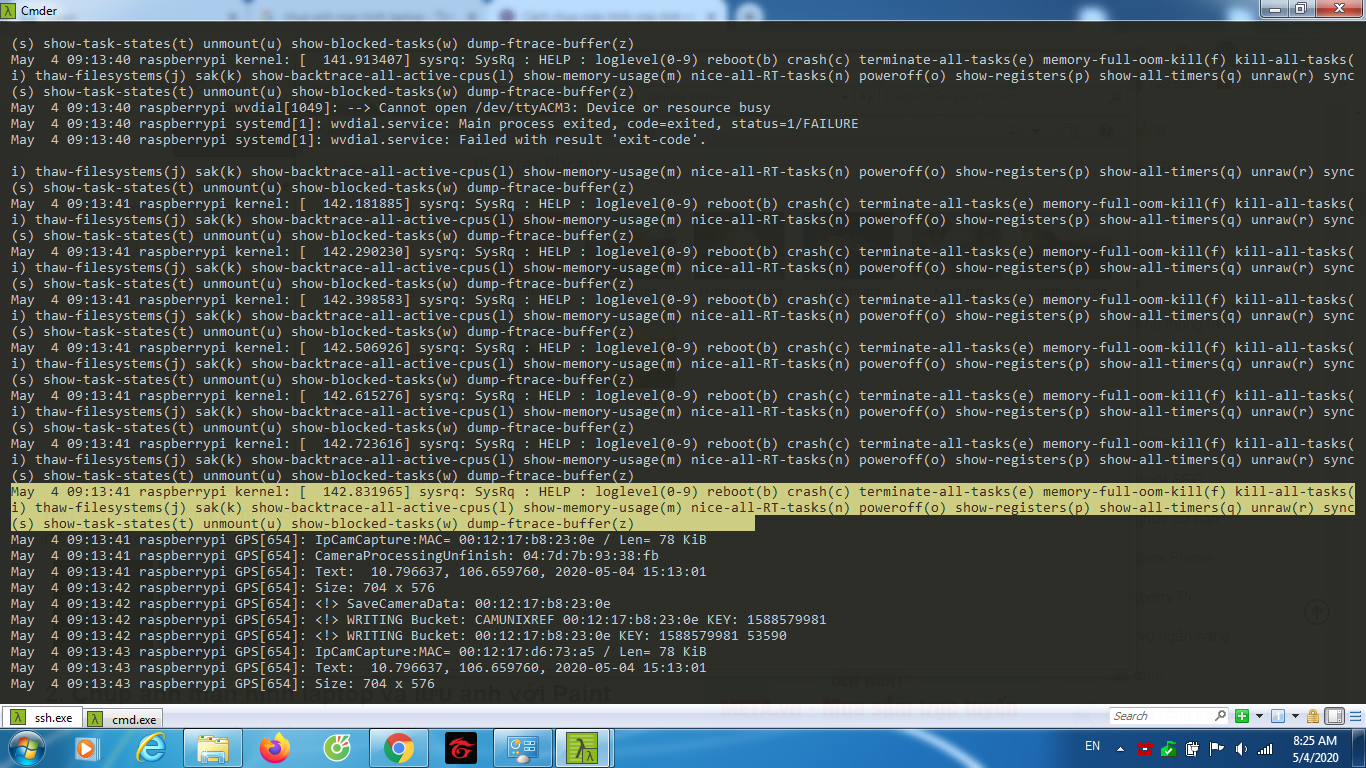 Cmder
(s) show-task-states(t) unmount(u) show-blocked-tasks(w) dump-ftrace-buffer(z)
May  4 09:13:40 raspberrypi kernel: [  141.913407] sysrq: SysRq : HELP : loglevel(0-9) reboot(b) crash(c) terminate-all-tasks(e) memory-full-oom-kill(f) kill-all-tasks(
i) thaw-filesystems(j) sak(k) show-backtrace-all-active-cpus(l) show-memory-usage(m) nice-all-RT-tasks(n) poweroff(o) show-registers(p) show-all-timers(q) unraw(r) sync
(s) show-task-states(t) unmount(u) show-blocked-tasks(w) dump-ftrace-buffer(z)
May  4 09:13:40 raspberrypi wvdial[1049]: --> Cannot open /dev/ttyACM3: Device or resource busy
May  4 09:13:40 raspberrypi systemd[1]: wvdial.service: Main process exited, code=exited, status=1/FAILURE
May  4 09:13:40 raspberrypi systemd[1]: wvdial.service: Failed with result 'exit-code'.
i) thaw-filesystems(j) sak(k) show-backtrace-all-active-cpus(l) show-memory-usage(m) nice-all-RT-tasks(n) poweroff(o) show-registers(p) show-all-timers(q) unraw(r) sync
(s) show-task-states(t) unmount(u) show-blocked-tasks(w) dump-ftrace-buffer(z)
May  4 09:13:41 raspberrypi kernel: [  142.181885] sysrq: SysRq : HELP : loglevel(0-9) reboot(b) crash(c) terminate-all-tasks(e) memory-full-oom-kill(f) kill-all-tasks(
i) thaw-filesystems(j) sak(k) show-backtrace-all-active-cpus(l) show-memory-usage(m) nice-all-RT-tasks(n) poweroff(o) show-registers(p) show-all-timers(q) unraw(r) sync
(s) show-task-states(t) unmount(u) show-blocked-tasks(w) dump-ftrace-buffer(z)
May  4 09:13:41 raspberrypi kernel: [  142.290230] sysrq: SysRq : HELP : loglevel(0-9) reboot(b) crash(c) terminate-all-tasks(e) memory-full-oom-kill(f) kill-all-tasks(
i) thaw-filesystems(j) sak(k) show-backtrace-all-active-cpus(l) show-memory-usage(m) nice-all-RT-tasks(n) poweroff(o) show-registers(p) show-all-timers(q) unraw(r) sync
(s) show-task-states(t) unmount(u) show-blocked-tasks(w) dump-ftrace-buffer(z)
May  4 09:13:41 raspberrypi kernel: [  142.398583] sysrq: SysRq : HELP : loglevel(0-9) reboot(b) crash(c) terminate-all-tasks(e) memory-full-oom-kill(f) kill-all-tasks(
i) thaw-filesystems(j) sak(k) show-backtrace-all-active-cpus(l) show-memory-usage(m) nice-all-RT-tasks(n) poweroff(o) show-registers(p) show-all-timers(q) unraw(r) sync
(s) show-task-states(t) unmount(u) show-blocked-tasks(w) dump-ftrace-buffer(z)
May  4 09:13:41 raspberrypi kernel: [  142.506926] sysrq: SysRq : HELP : loglevel(0-9) reboot(b) crash(c) terminate-all-tasks(e) memory-full-oom-kill(f) kill-all-tasks(
i) thaw-filesystems(j) sak(k) show-backtrace-all-active-cpus(l) show-memory-usage(m) nice-all-RT-tasks(n) poweroff(o) show-registers(p) show-all-timers(q) unraw(r) sync
(s) show-task-states(t) unmount(u) show-blocked-tasks(w) dump-ftrace-buffer(z)
May  4 09:13:41 raspberrypi kernel: [  142.615276] sysrq: SysRq : HELP : loglevel(0-9) reboot(b) crash(c) terminate-all-tasks(e) memory-full-oom-kill(f) kill-all-tasks(
i) thaw-filesystems(j) sak(k) show-backtrace-all-active-cpus(l) show-memory-usage(m) nice-all-RT-tasks(n) poweroff(o) show-registers(p) show-all-timers(q) unraw(r) sync
(s) show-task-states(t) unmount(u) show-blocked-tasks(w) dump-ftrace-buffer(z)
May  4 09:13:41 raspberrypi kernel: [  142.723616] sysrq: SysRq : HELP : loglevel(0-9) reboot(b) crash(c) terminate-all-tasks(e) memory-full-oom-kill(f) kill-all-tasks(
i) thaw-filesystems(j) sak(k) show-backtrace-all-active-cpus(l) show-memory-usage(m) nice-all-RT-tasks(n) poweroff(o) show-registers(p) show-all-timers(q) unraw(r) sync
(s) show-task-states(t) unmount(u) show-blocked-tasks(w) dump-ftrace-buffer(z)
May  4 09:13:41 raspberrypi kernel: [  142.831965] sysrq: SysRq : HELP : loglevel(0-9) reboot(b) crash(c) terminate-all-tasks(e) memory-full-oom-kill(f) kill-all-tasks(
i) thaw-filesystems(j) sak(k) show-backtrace-all-active-cpus(l) show-memory-usage(m) nice-all-RT-tasks(n) poweroff(o) show-registers(p) show-all-timers(q) unraw(r) sync
(s) show-task-states(t) unmount(u) show-blocked-tasks(w) dump-ftrace-buffer(z)
May  4 09:13:41 raspberrypi GPS[654]: IpCamCapture:MAC= 00:12:17:b8:23:0e / Len= 78 KiB
May  4 09:13:41 raspberrypi GPS[654]: CameraProcessingUnfinish: 04:7d:7b:93:38:fb
May  4 09:13:41 raspberrypi GPS[654]: Text:  10.796637, 106.659760, 2020-05-04 15:13:01
May  4 09:13:42 raspberrypi GPS[654]: Size: 704 x 576
May  4 09:13:42 raspberrypi GPS[654]: <!> SaveCameraData: 00:12:17:b8:23:0e
May  4 09:13:42 raspberrypi GPS[654]: <!> WRITING Bucket: CAMUNIXREF 00:12:17:b8:23:0e KEY: 1588579981
May  4 09:13:42 raspberrypi GPS[654]: <!> WRITING Bucket: 00:12:17:b8:23:0e KEY: 1588579981 53590
May  4 09:13:43 raspberrypi GPS[654]: IpCamCapture:MAC= 00:12:17:d6:73:a5 / Len= 78 KiB
May  4 09:13:43 raspberrypi GPS[654]: Text:  10.796637, 106.659760, 2020-05-04 15:13:01
May  4 09:13:43 raspberrypi GPS[654]: Size: 704 x 576
2. Chụp ảnh màn hình laptop và lưu ảnh với Paint
ssh.exe
cmd.exe
Search
EN
8:25 AM
5/4/2020